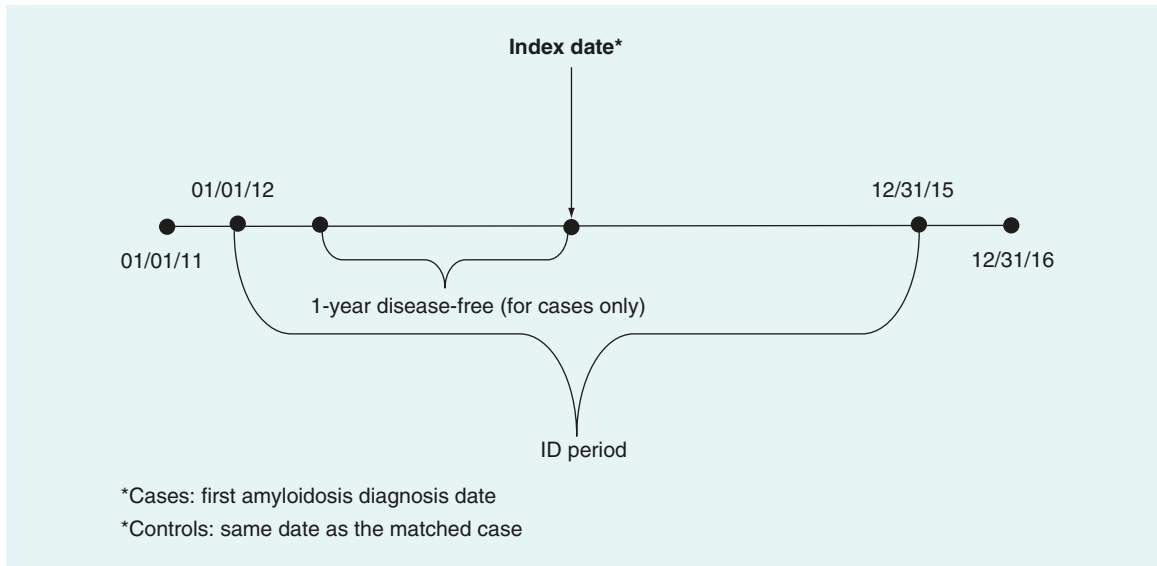 Index date*
01/01/12
12/31/15
01/01/11
12/31/16
1-year disease-free (for cases only)
ID period
*Cases: first amyloidosis diagnosis date
*Controls: same date as the matched case